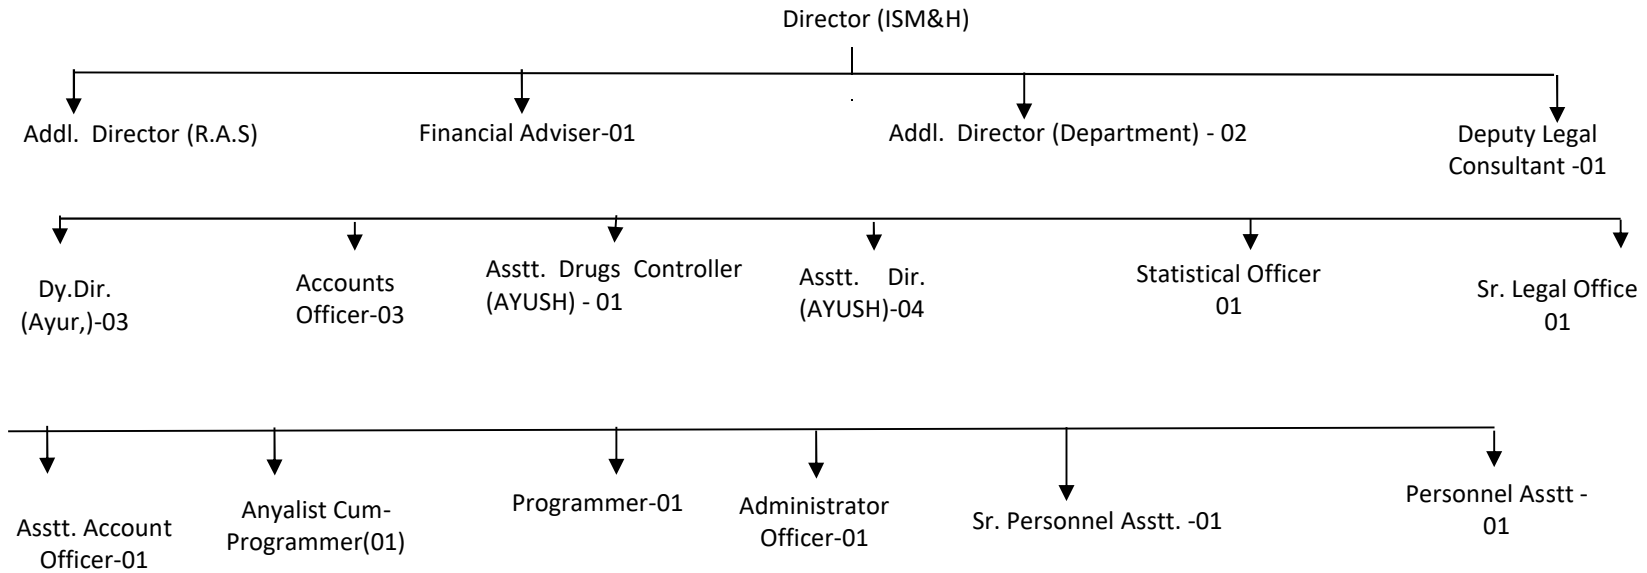 Director (ISM&H)
Addl. Director (R.A.S)
Financial Adviser-01
Addl. Director (Department) - 02
Deputy Legal
Consultant -01
Dy.Dir.
(Ayur,)-03
Accounts
Officer-03
Asstt. Drugs Controller
(AYUSH) - 01
Asstt. Dir.
(AYUSH)-04
Statistical Officer
01
Sr. Legal Office
01
Asstt. Account
Officer-01
Anyalist Cum-
Programmer(01)
Programmer-01
Administrator
Officer-01
Sr. Personnel Asstt. -01
Personnel Asstt -
01